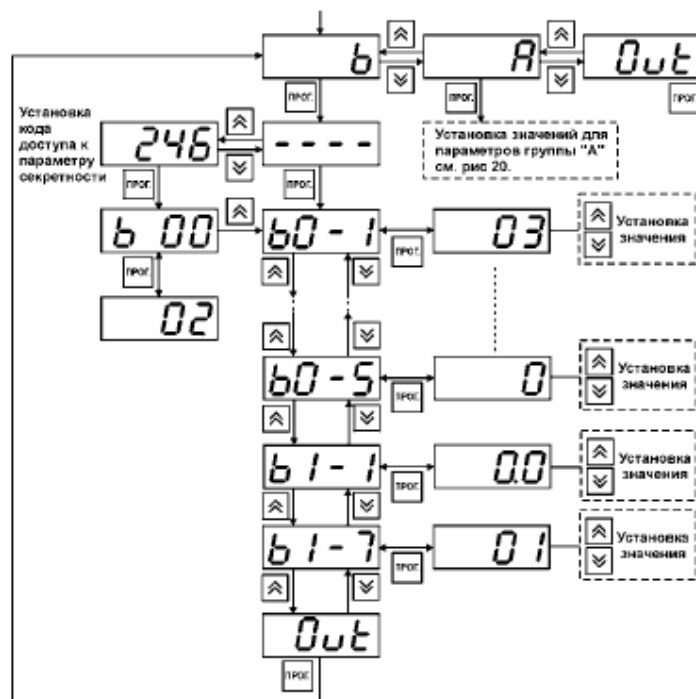 b
A
Out
ПРОГ.
ПРОГ.
ПРОГ.
Установка
кода
доступа к
параметру
секретности
246
- - - -
Установка значений для
параметров группы "А"
см. рис 20.
ПРОГ.
ПРОГ.
b 00
b0-1
03
Установка
значения
ПРОГ.
ПРОГ.
02
b0-5
0
Установка
значения
ПРОГ.
b1-1
0.0
Установка
значения
ПРОГ.
b1-7
01
Установка
значения
ПРОГ.
Out
ПРОГ.